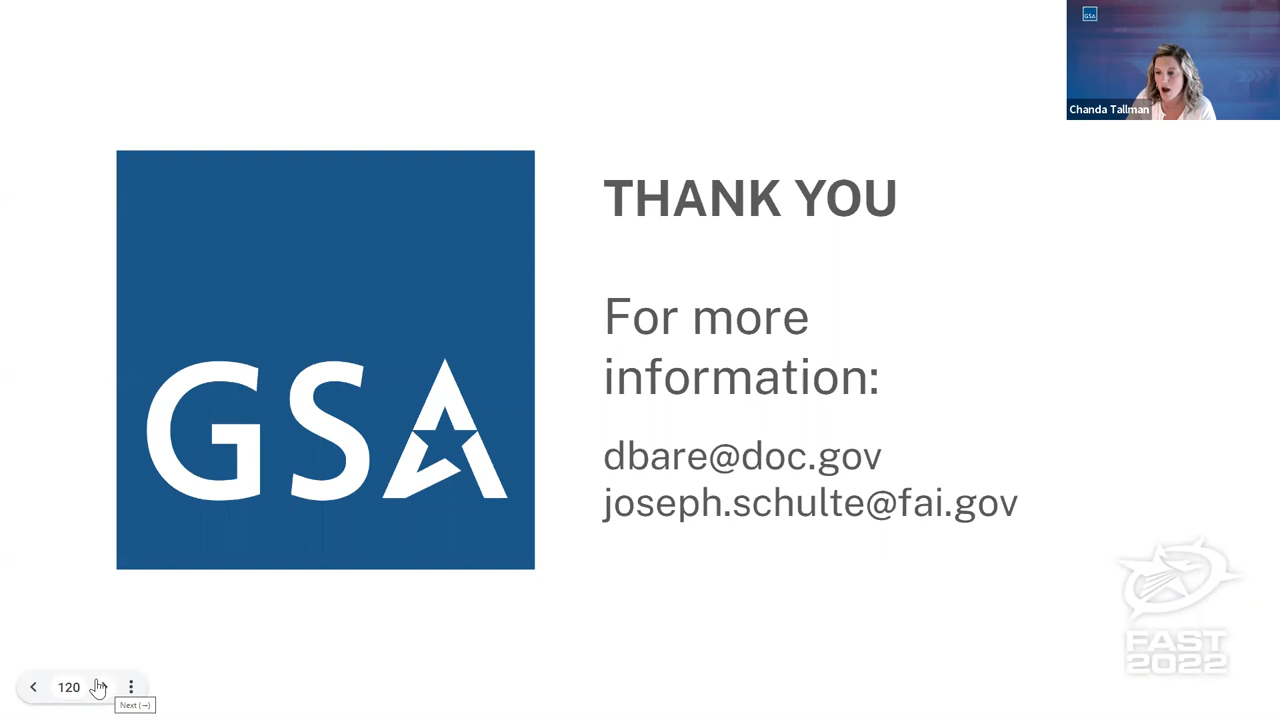 GSA
Chanda Tallman
THANK YOU
For more
information:
dbare@doc.gov
joseph.schulte@fai.gov
GSA
FAST
2022
120
Next (→)